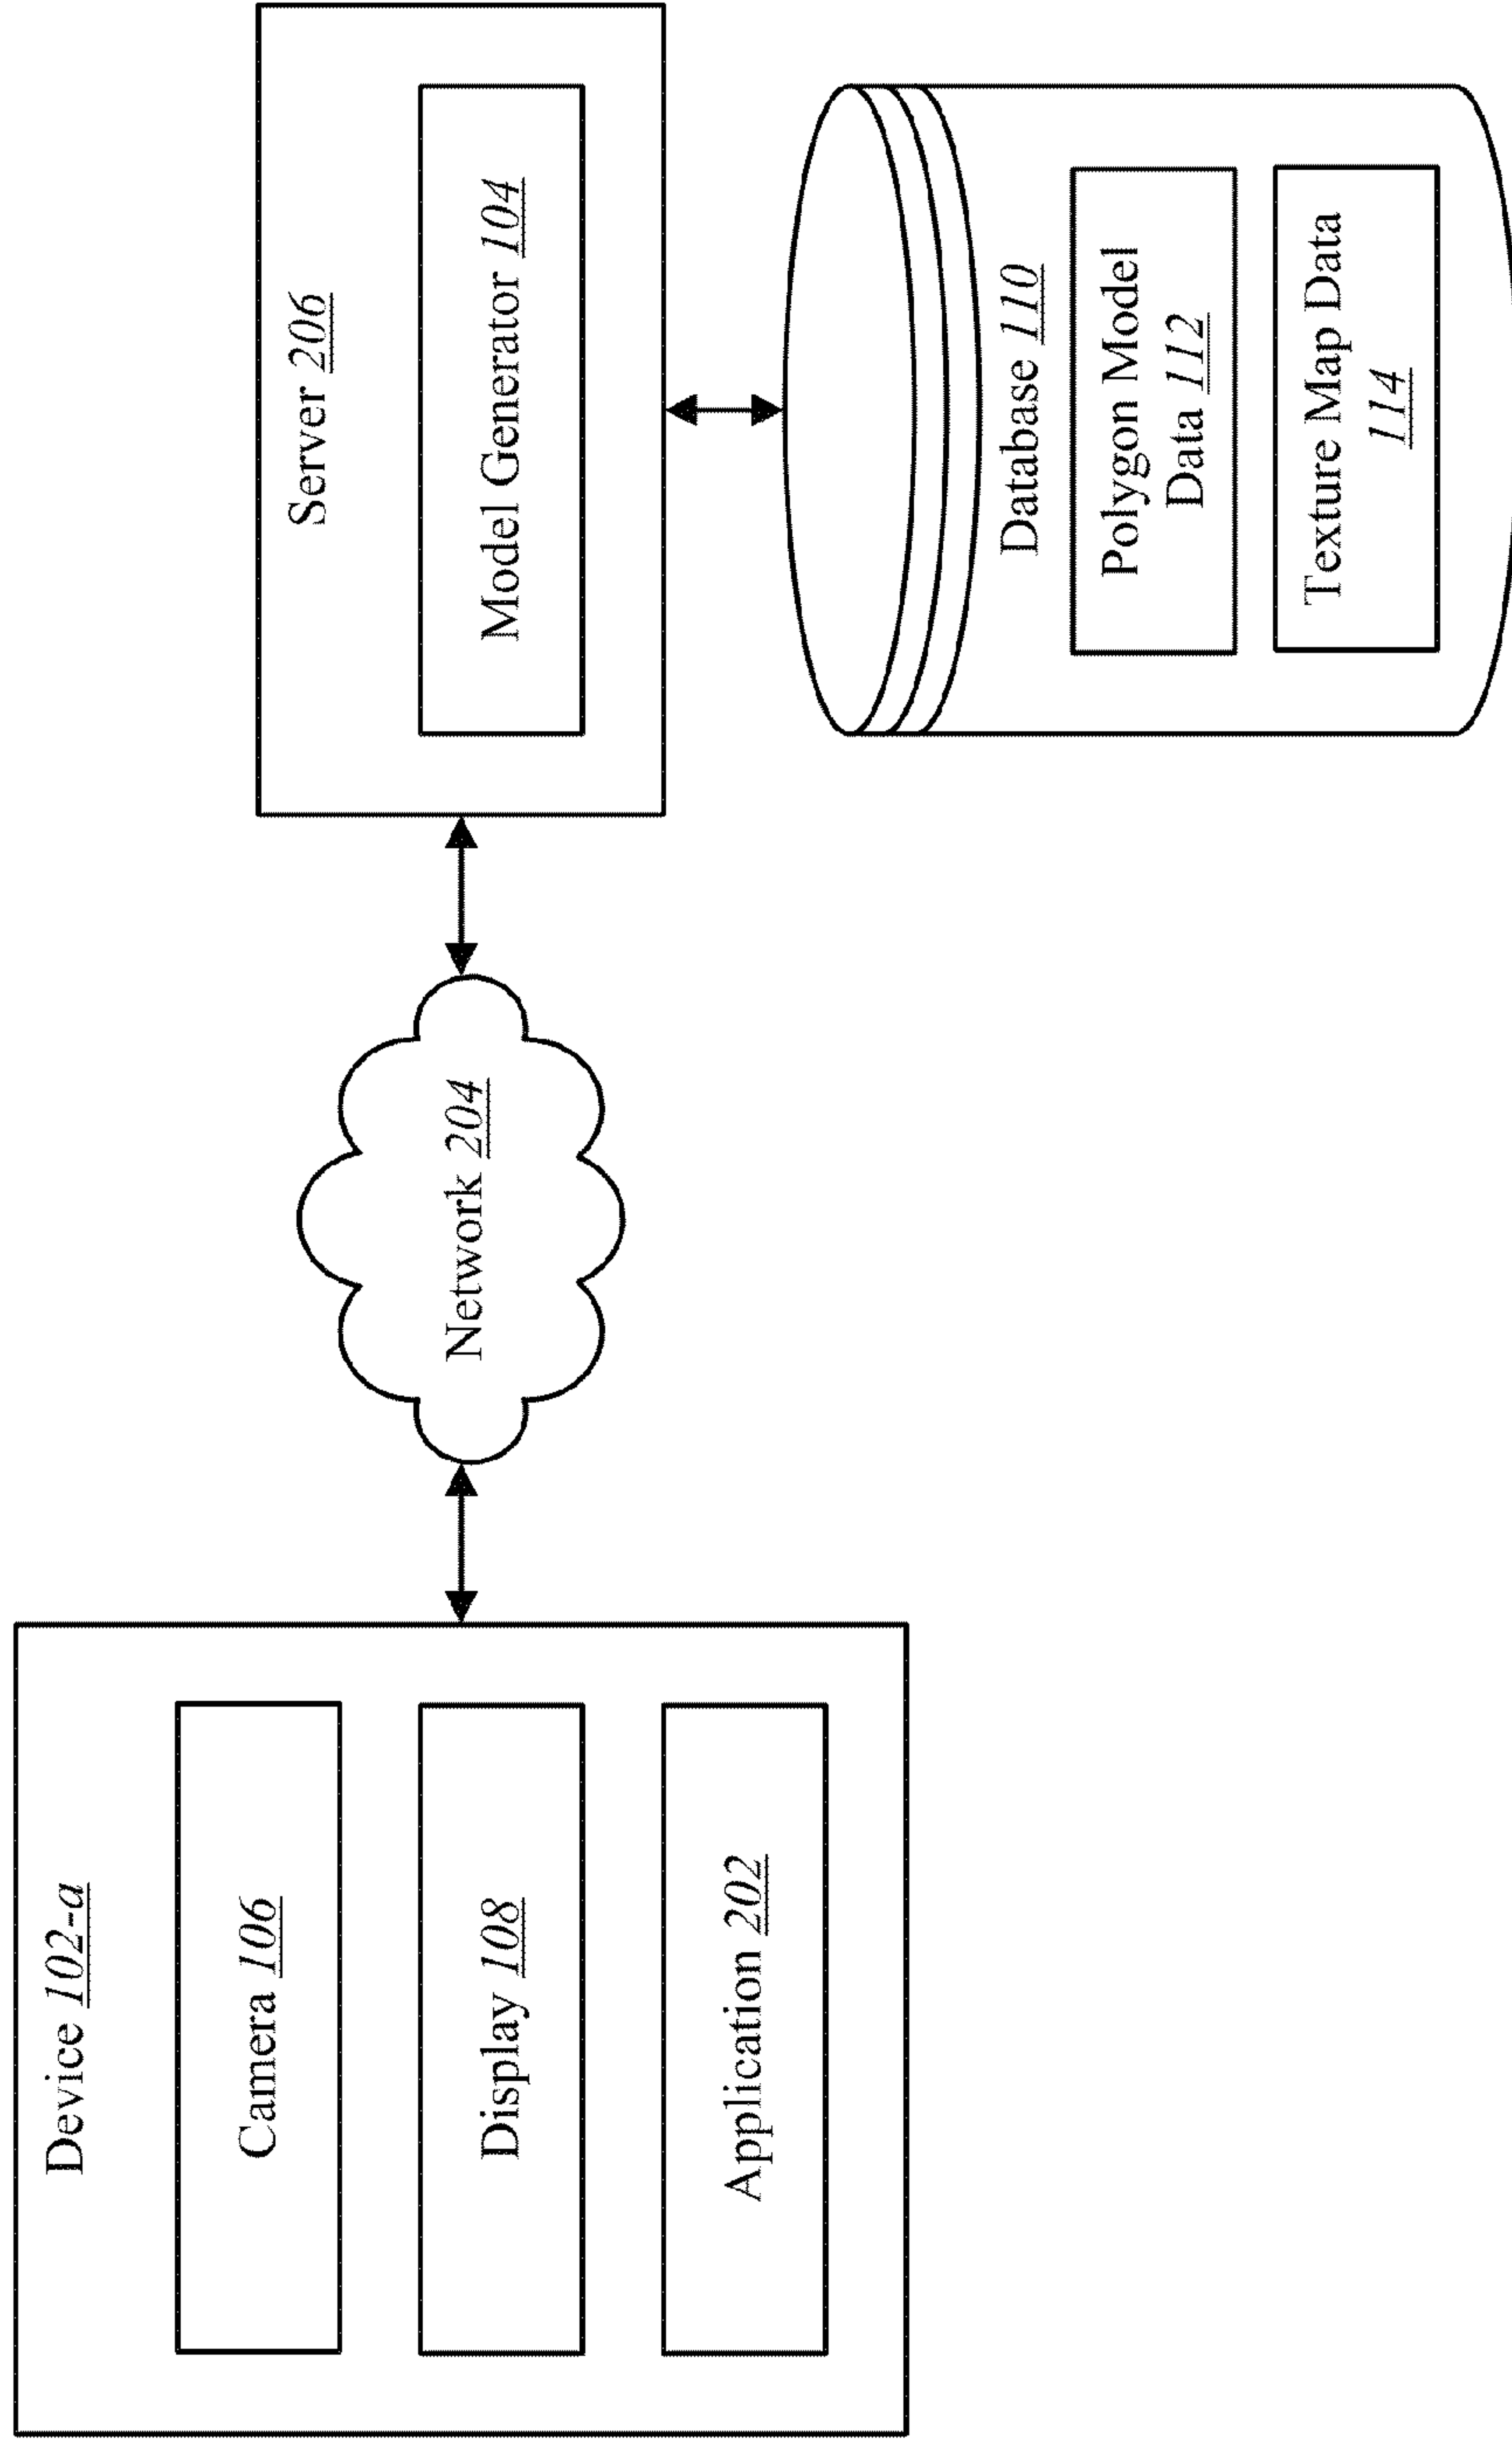 Device 102-a
Camera 106
Display 108
Application 202
Network 204
Server 206
Model Generator 104
Database 110
Polygon Model
Data 112
Texture Map Data
114